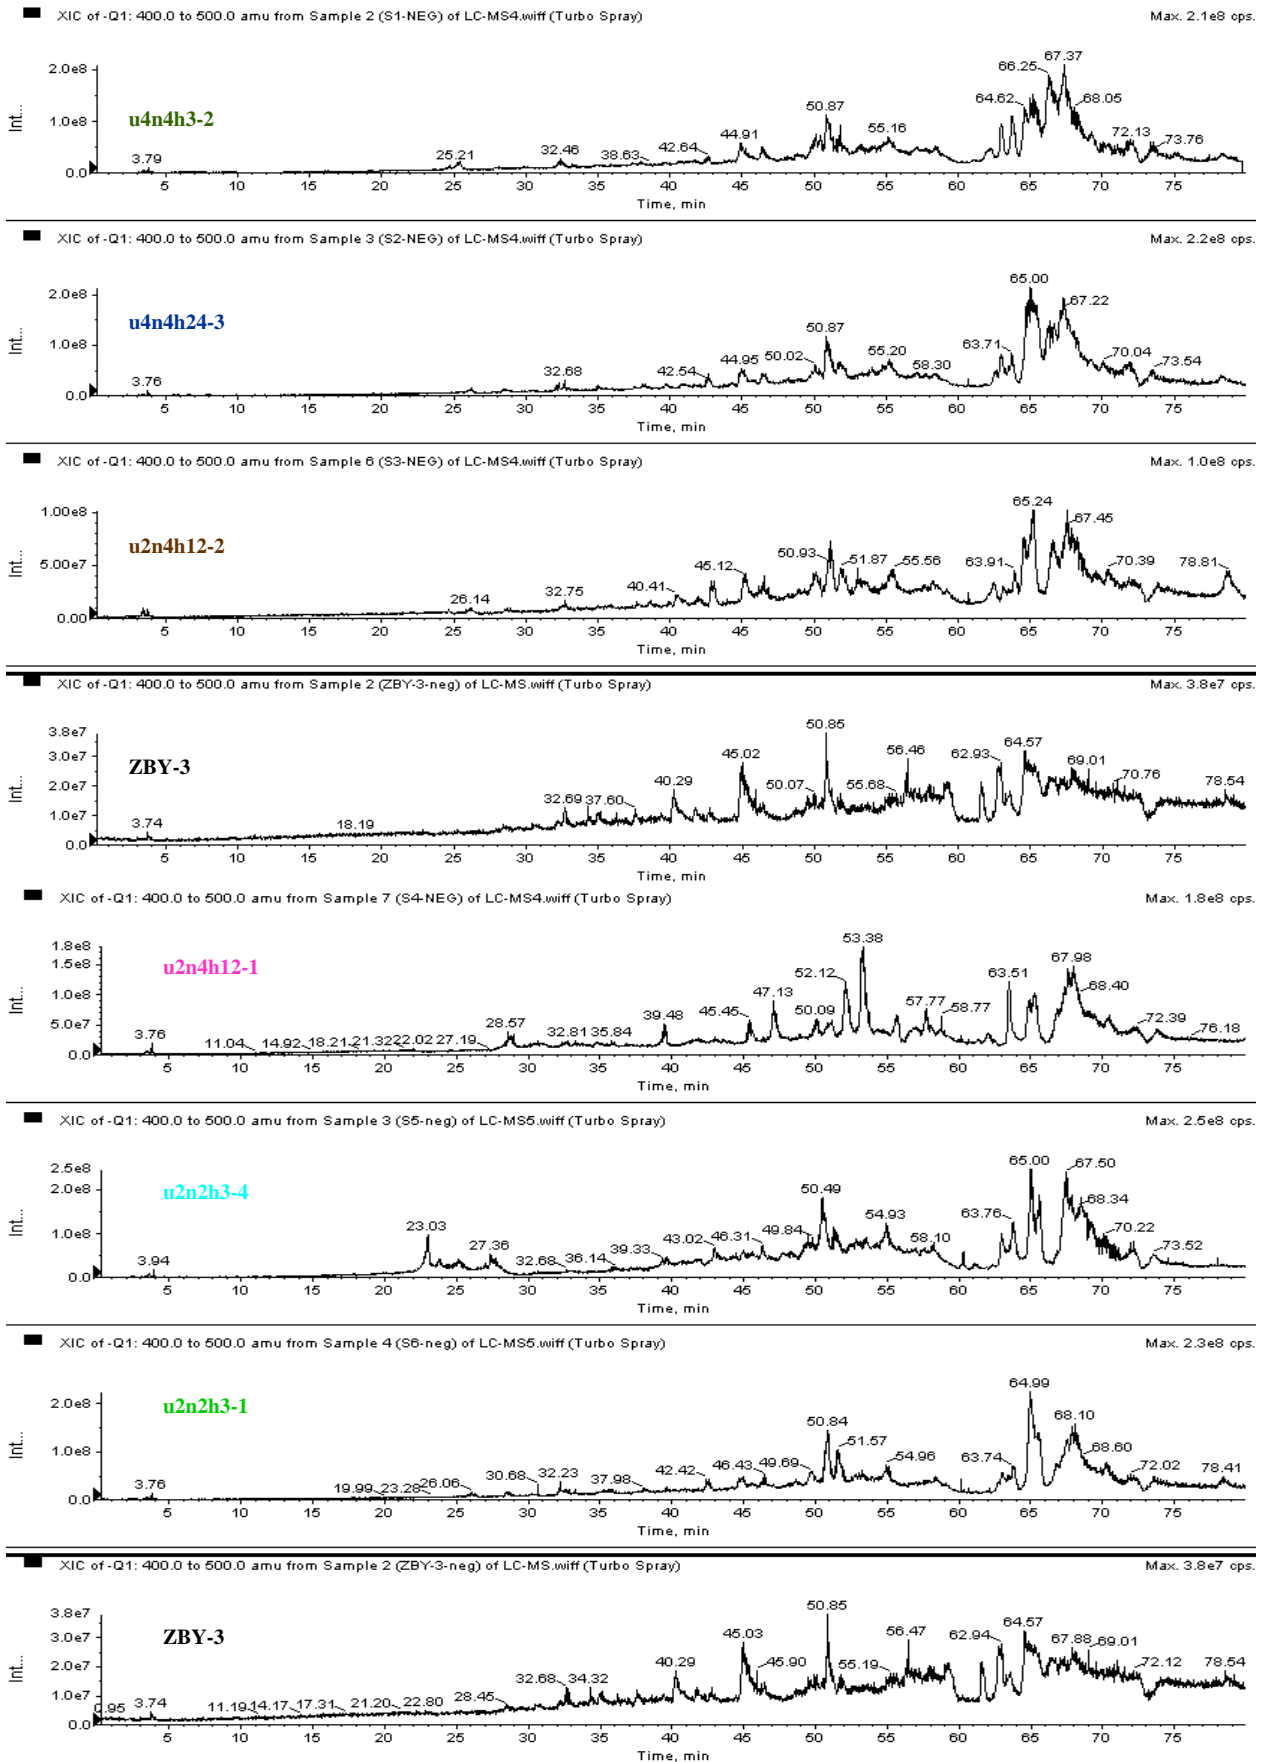 XIC of -Q1: 400.0 to 500.0 amu from Sample 2 (S1-NEG) of LC-MS4.wiff (Turbo Spray) Max. 2.1e8 cps.
67.37
66.25
2.0e8
64.62 68.05
50.87
u4n4h3-2
Int...
1.0e8
44.91 55.16 72.13 73.76
3.79 25.21 32.46 38.63 42.64
0.0
5 10 15 20 25 30 35 40 45 50 55 60 65 70 75
Time, min
XIC of -Q1: 400.0 to 500.0 amu from Sample 3 (S2-NEG) of LC-MS4.wiff (Turbo Spray) Max. 2.2e8 cps.
65.00
2.0e8
67.22
u4n4h24-3
50.87
Int...
1.0e8
63.71
44.95 50.02 55.20 58.30 70.04 73.54
3.76 32.68 42.54
0.0
5 10 15 20 25 30 35 40 45 50 55 60 65 70 75
Time, min
XIC of -Q1: 400.0 to 500.0 amu from Sample 6 (S3-NEG) of LC-MS4.wiff (Turbo Spray) Max. 1.0e8 cps.
65.24
1.00e8
67.45
u2n4h12-2
Int...
5.00e7
45.12 50.93 51.87 55.56 63.91 70.39 78.81
26.14 32.75 40.41
0.00
5 10 15 20 25 30 35 40 45 50 55 60 65 70 75
Time, min
XIC of -Q1: 400.0 to 500.0 amu from Sample 2 (ZBY-3-neg) of LC-MS.wiff (Turbo Spray) Max. 3.8e7 cps.
50.85
3.8e7
3.0e7
45.02 56.46 62.93 64.57 69.01
ZBY-3
Int...
2.0e7
40.29 50.07 55.68 70.76
1.0e7
3.74 18.19 32.69 37.60 78.54
0.0
5 10 15 20 25 30 35 40 45 50 55 60 65 70 75
Time, min
XIC of -Q1: 400.0 to 500.0 amu from Sample 7 (S4-NEG) of LC-MS4.wiff (Turbo Spray) Max. 1.8e8 cps.
53.38
1.8e8
1.5e8
u2n4h12-1
52.12 63.51 67.98
Int...
1.0e8
47.13 68.40
5.0e7
39.48 45.45 50.09 57.77 58.77 72.39
3.76 11.04 14.92 18.21 21.32 22.02 27.19 28.57 32.81 35.84 76.18
0.0
5 10 15 20 25 30 35 40 45 50 55 60 65 70 75
Time, min
XIC of -Q1: 400.0 to 500.0 amu from Sample 3 (S5-neg) of LC-MS5.wiff (Turbo Spray) Max. 2.5e8 cps.
65.00 67.50
2.5e8
2.0e8
u2n2h3-4
50.49 68.34
Int...
1.0e8
23.03 54.93 63.76 70.22
27.36 43.02 46.31 49.84 58.10 73.52
3.94 32.68 36.14 39.33
0.0
5 10 15 20 25 30 35 40 45 50 55 60 65 70 75
Time, min
XIC of -Q1: 400.0 to 500.0 amu from Sample 4 (S6-neg) of LC-MS5.wiff (Turbo Spray) Max. 2.3e8 cps.
64.99
2.0e8
u2n2h3-1
50.84 68.10
Int...
1.0e8
51.57 68.60
46.43 49.69 54.96 63.74 72.02
3.76 19.99 23.28 26.06 30.68 32.23 37.98 42.42 78.41
0.0
5 10 15 20 25 30 35 40 45 50 55 60 65 70 75
Time, min
XIC of -Q1: 400.0 to 500.0 amu from Sample 2 (ZBY-3-neg) of LC-MS.wiff (Turbo Spray) Max. 3.8e7 cps.
50.85
3.8e7
3.0e7
ZBY-3
45.03 56.47 62.94 64.57 67.88 69.01
Int...
2.0e7
40.29 45.90 55.19 72.12
1.0e7
0.95 3.74 11.19 14.17 17.31 21.20 22.80 28.45 32.68 34.32 78.54
0.0
5 10 15 20 25 30 35 40 45 50 55 60 65 70 75
Time, min